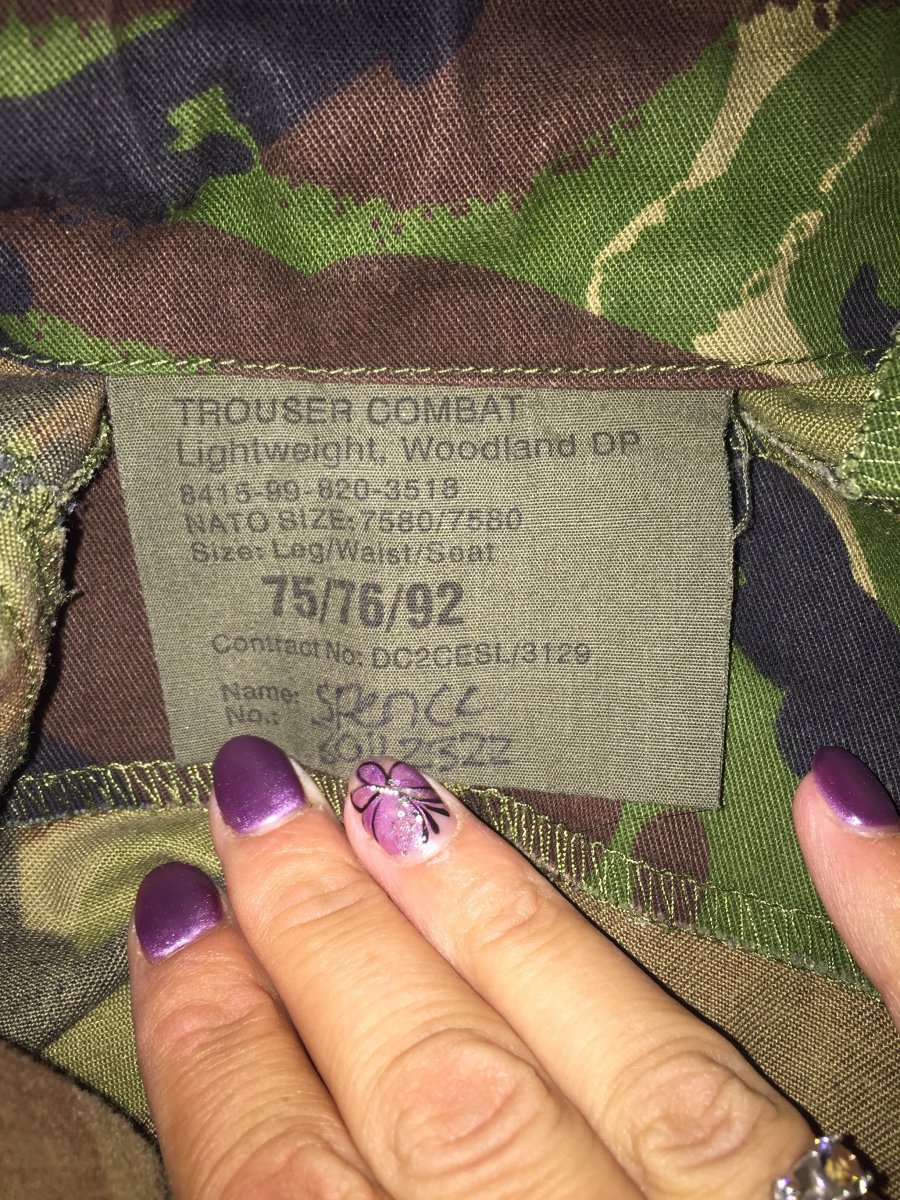 TROUSER COMBAT
Lightweight, Woodland DP
8415-99-820-3518
NATO SIZE: 7580/7580
Size: Leg/Waist/Seat
75/76/92
Contract No: DC2CESL/3129
Name:
No.: